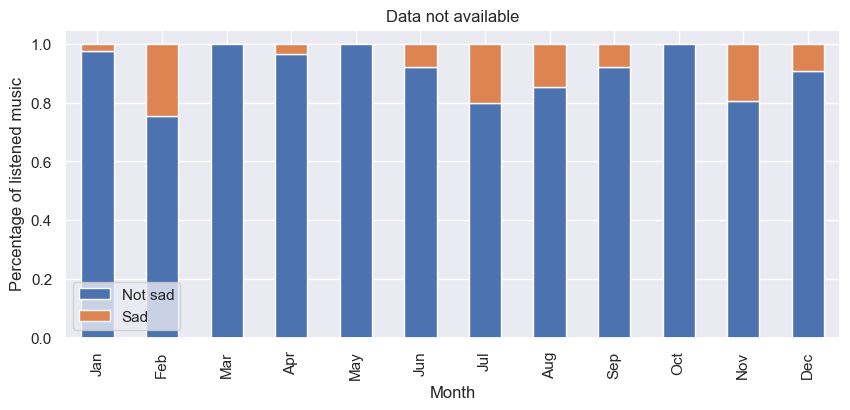 Data not available
Percentage of listened music
1.0
0.8
0.6
0.4
0.2
0.0
Not sad
Sad
Jan Feb Mar Apr May Jun Jul Aug Sep Oct Nov Dec
Month